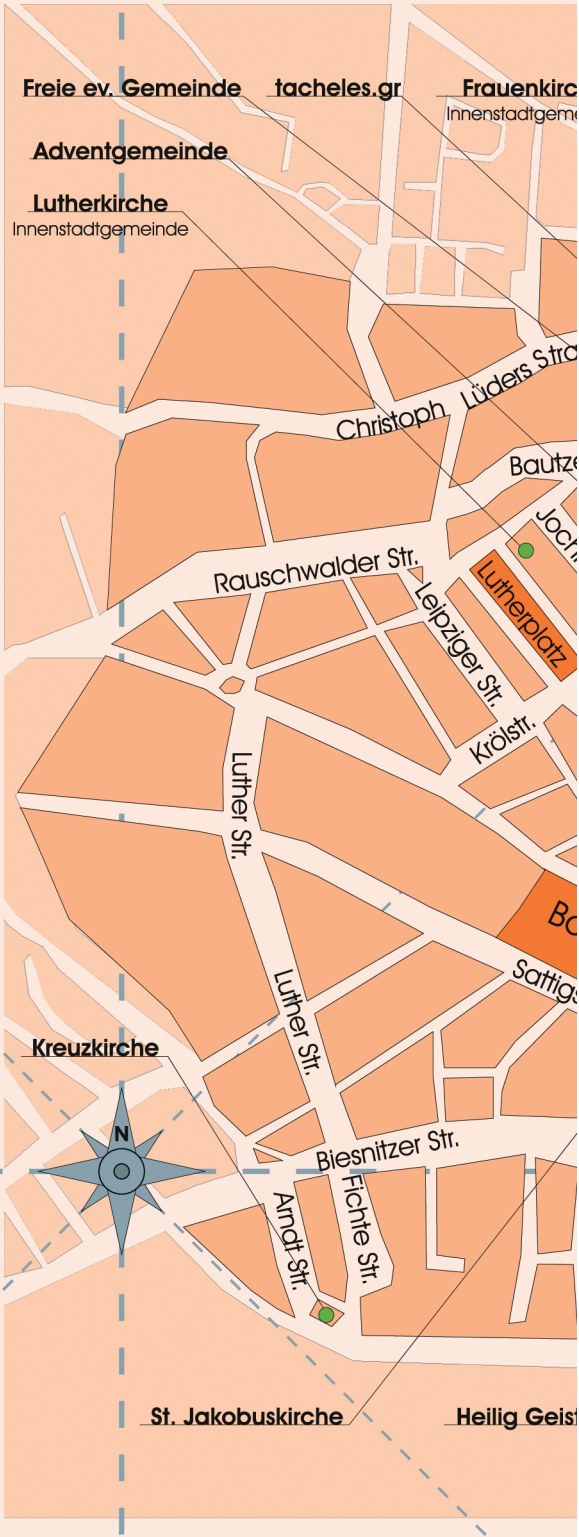 Freie ev. Gemeinde
tacheles.gr
Frauenkirc
Innenstadtgeme
Adventgemeinde
Lutherkirche
Innenstadtgemeinde
Christoph Lüders Stra
Bautze
Joch
Rauschwalder Str.
Lutherplatz
Leipziger Str.
Krölstr.
Luther Str.
Ba
Sattigs
Luther Str.
Kreuzkirche
N
Biesnitzer Str.
Arndt Str.
Fichte Str.
St. Jakobuskirche
Heilig Geist